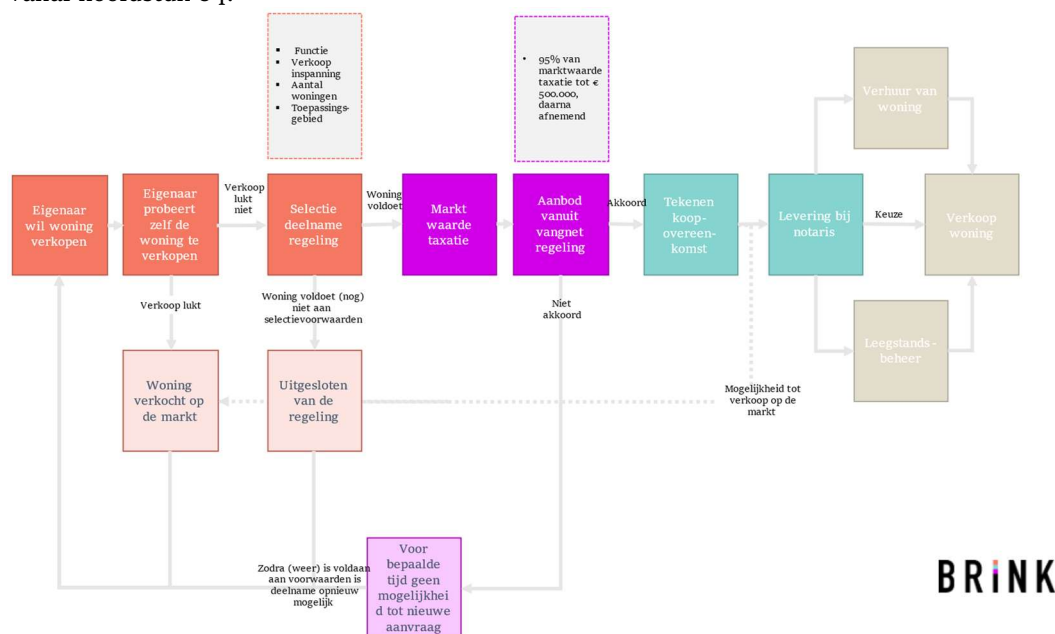 ▪ Functie
▪ Verkoop
inspanning
▪ Aantal
woningen
▪ Toepassings-
gebied
• 95% van
marktwaarde
taxatie tot €
500.000,
daarna
afnemend
Verhuur van
woning
Eigenaar
wil woning
verkopen
Eigenaar
probeert
zelf de
woning te
verkopen
Verkoop
lukt
niet
Selectie
deelname
regeling
Woning
voldoet
Markt
waarde
taxatie
Aanbod
vanuit
vangnet
regeling
Akkoord
Tekenen
koop-
overeen-
komst
Levering bij
notaris
Keuze
Verkoop
woning
Verkoop lukt
Woning voldoet (nog)
niet aan
selectievoorwaarden
Niet
akkoord
Leegstands-
beheer
Woning
verkocht op
de markt
Uitgesloten
van de
regeling
Mogelijkheid tot
verkoop op de
markt
Zodra (weer) is voldaan
aan voorwaarden is
deelname opnieuw
mogelijk
Voor
bepaalde
tijd geen
mogelijkhei
d tot nieuwe
aanvraag
BRiNK